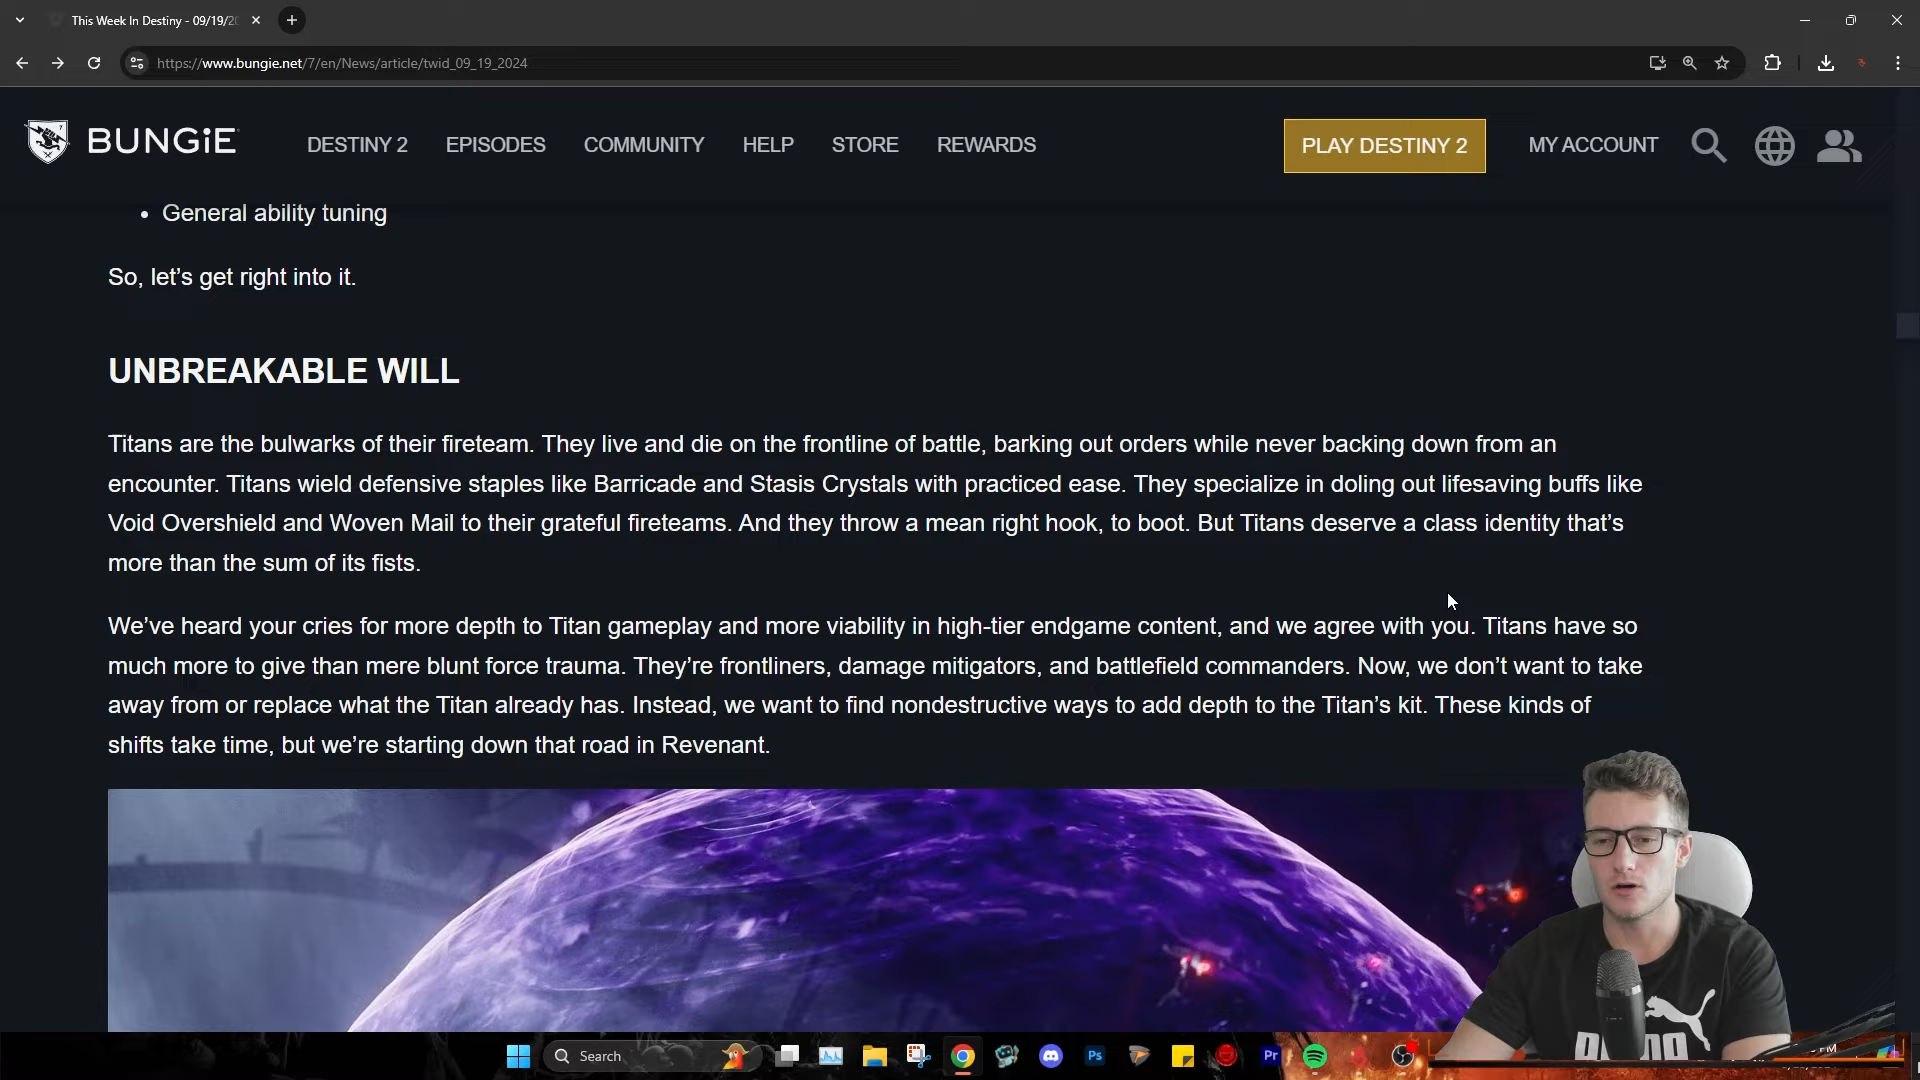 This Week In Destiny - 09/19/20
https://www.bungie.net/7/en/News/article/twid_09_19_2024
BUNGiE
DESTINY 2
EPISODES
COMMUNITY
HELP
STORE
REWARDS
PLAY DESTINY 2
MY ACCOUNT
• General ability tuning
So, let’s get right into it.
UNBREAKABLE WILL
Titans are the bulwarks of their fireteam. They live and die on the frontline of battle, barking out orders while never backing down from an
encounter. Titans wield defensive staples like Barricade and Stasis Crystals with practiced ease. They specialize in doling out lifesaving buffs like
Void Overshield and Woven Mail to their grateful fireteams. And they throw a mean right hook, to boot. But Titans deserve a class identity that’s
more than the sum of its fists.
We’ve heard your cries for more depth to Titan gameplay and more viability in high-tier endgame content, and we agree with you. Titans have so
much more to give than mere blunt force trauma. They’re frontliners, damage mitigators, and battlefield commanders. Now, we don’t want to take
away from or replace what the Titan already has. Instead, we want to find nondestructive ways to add depth to the Titan’s kit. These kinds of
shifts take time, but we’re starting down that road in Revenant.
Search
Ps
Pr
PM